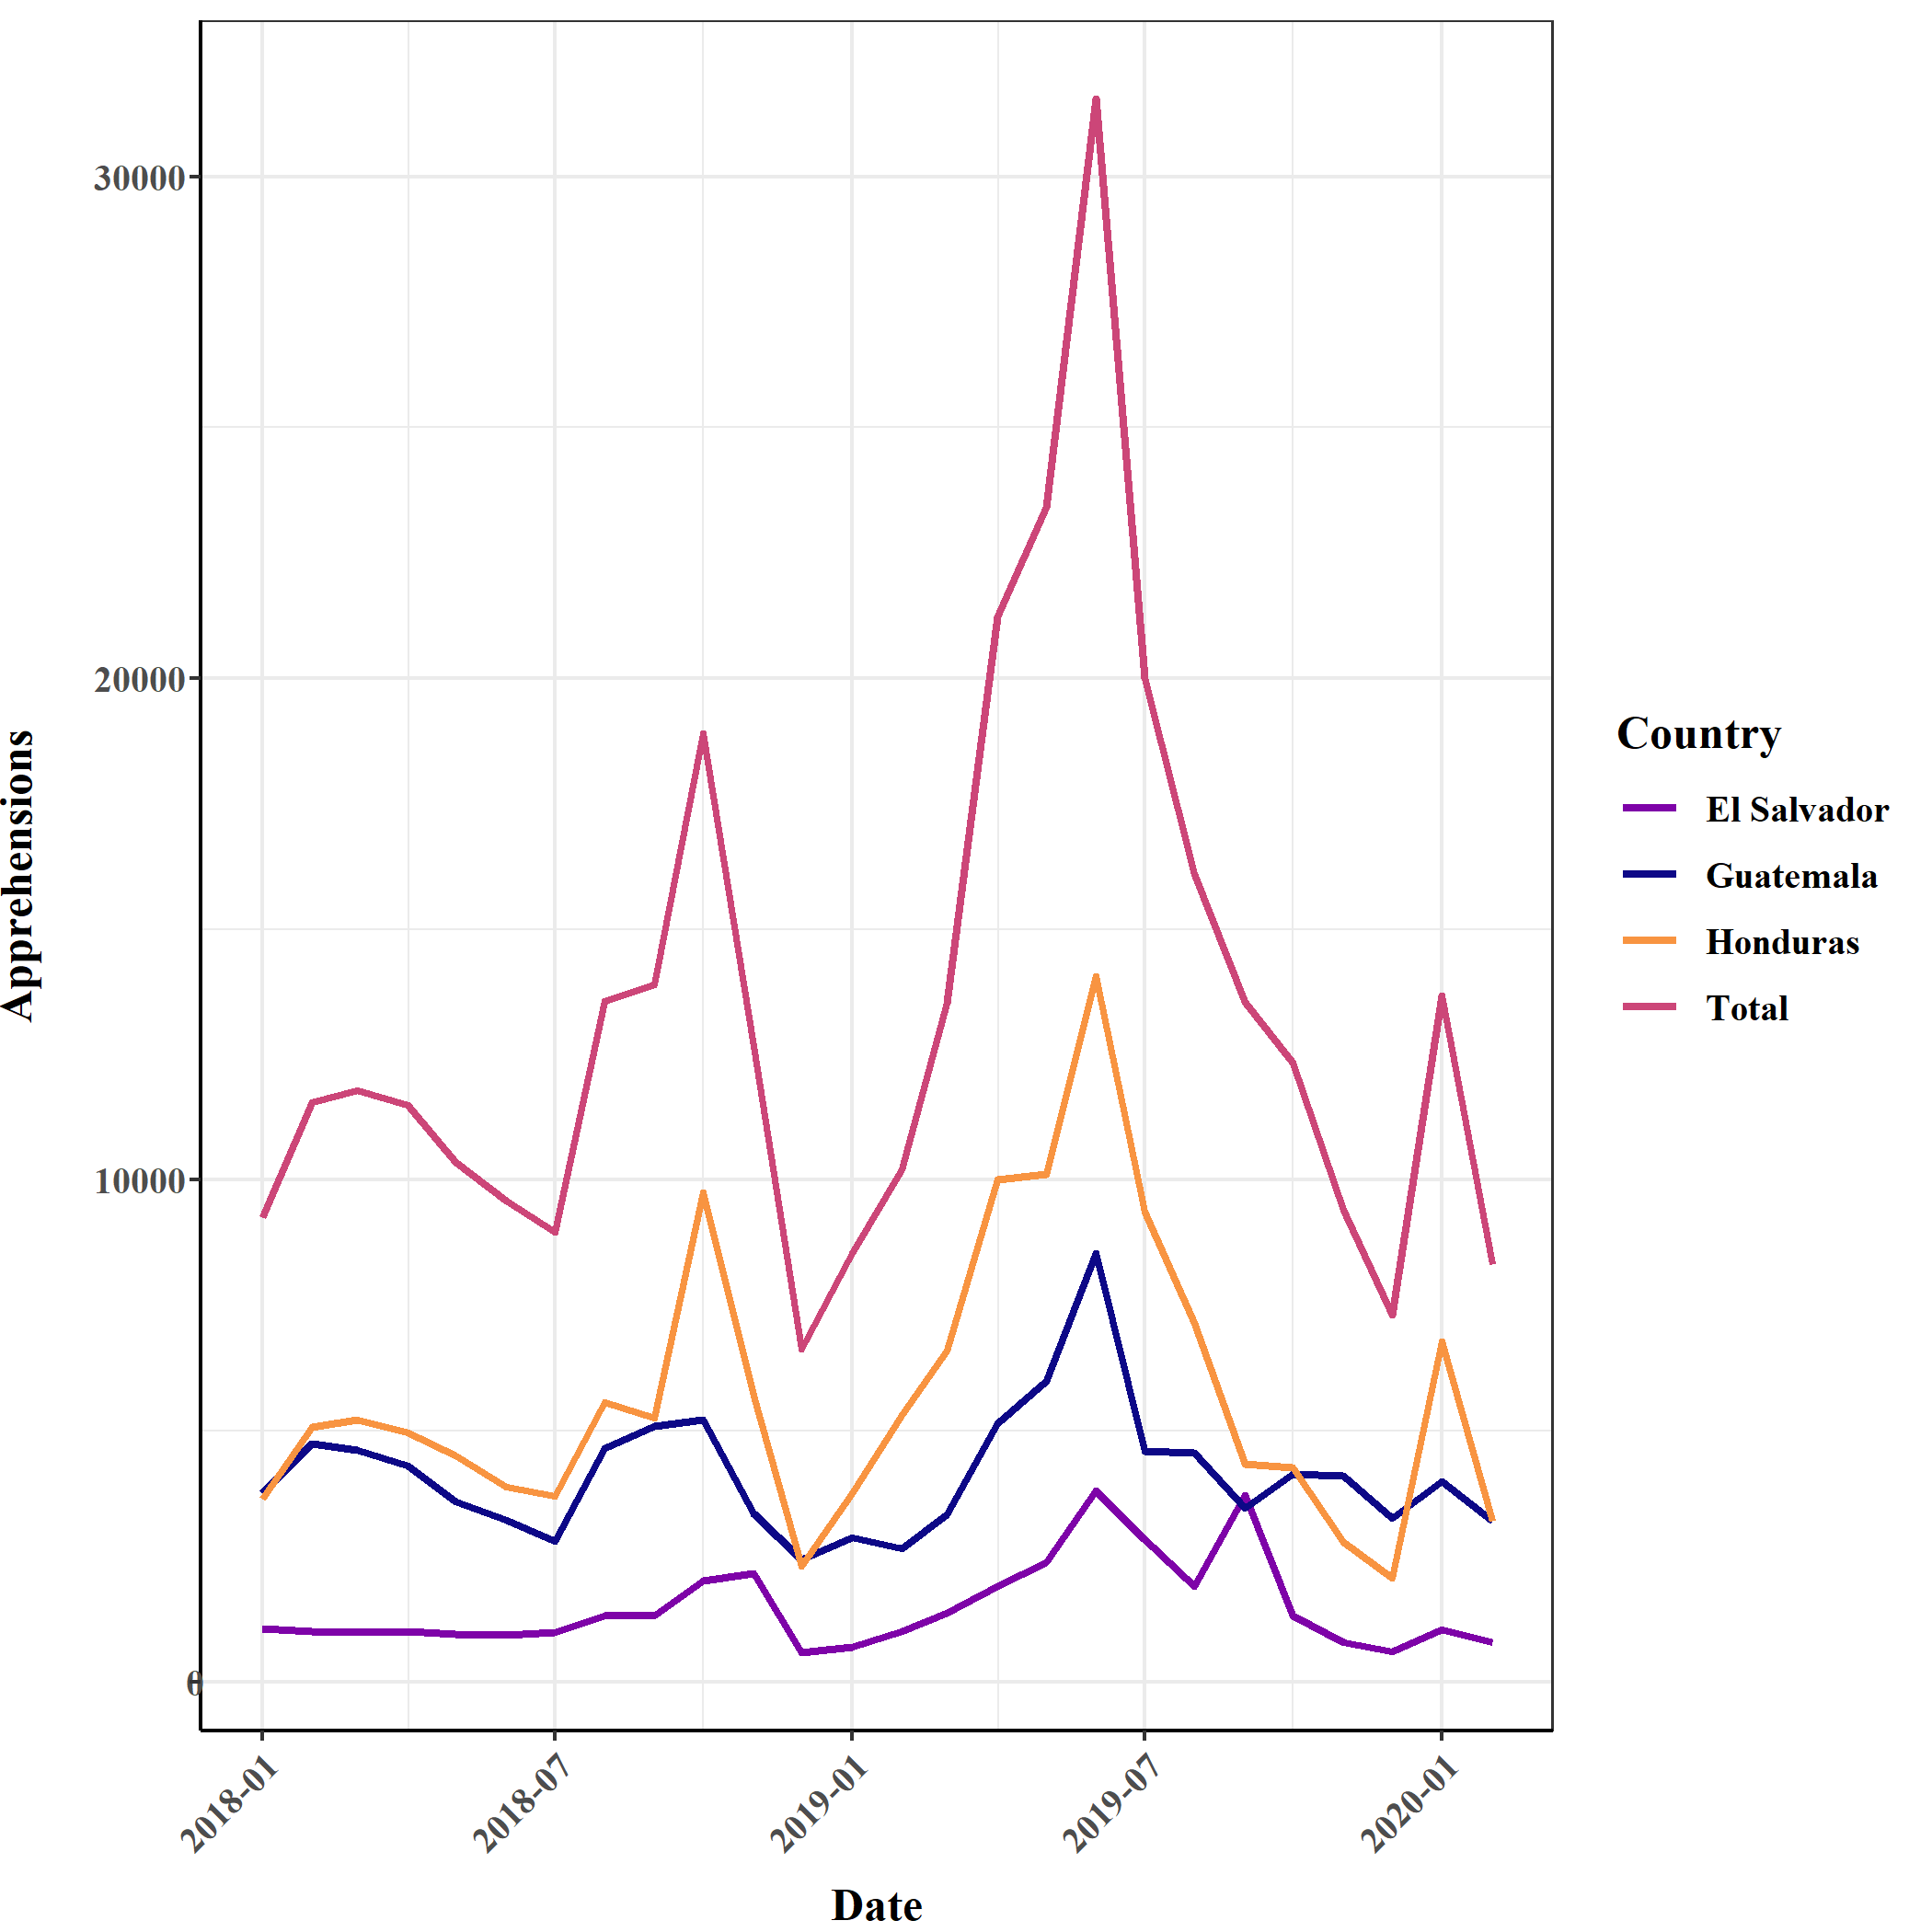 Apprehensions
30000
20000
10000
0
2018-01
2018-07
2019-01
2019-07
2020-01
Date
Country
El Salvador
Guatemala
Honduras
Total